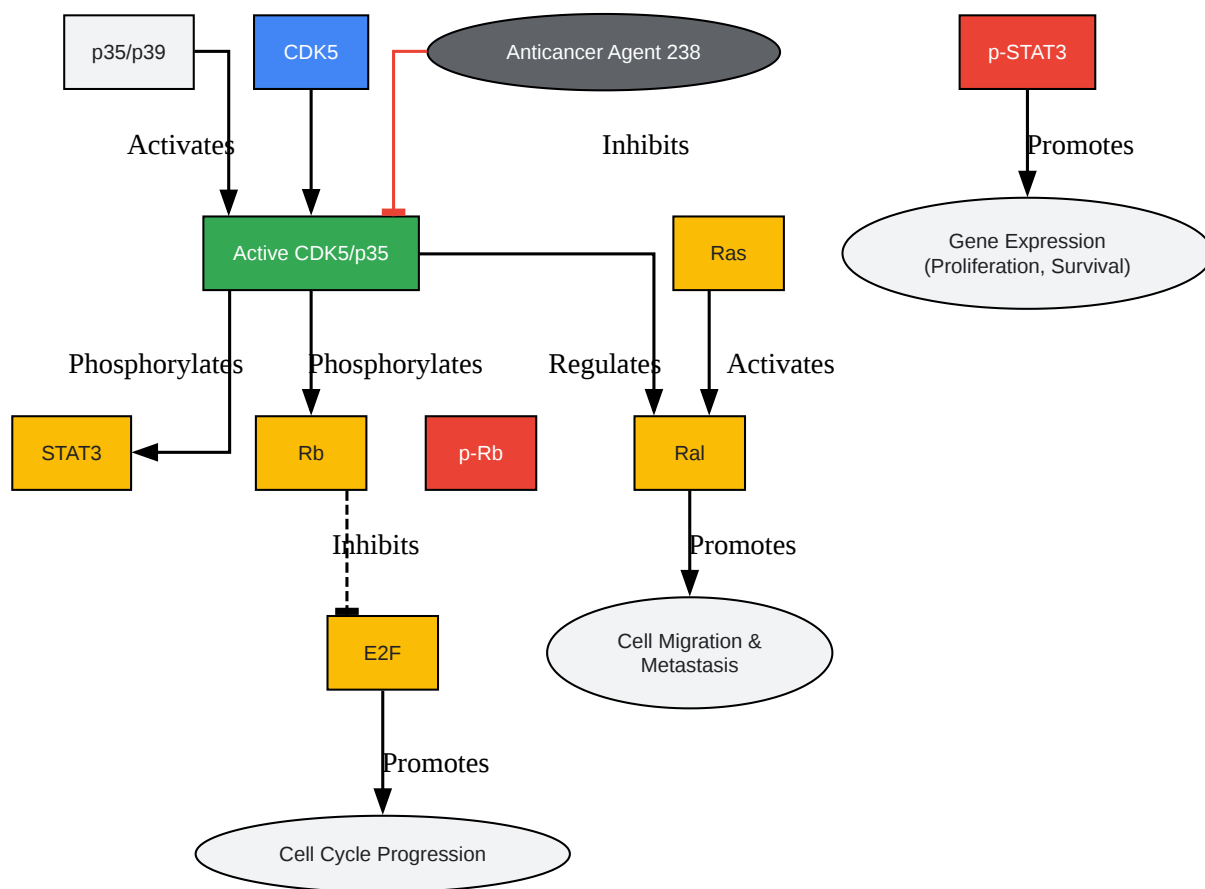 p35/p39
CDK5
Anticancer Agent 238
p-STAT3
Activates
Inhibits
Promotes
Active CDK5/p35
Ras
Gene Expression
(Proliferation, Survival)
Phosphorylates
Phosphorylates
Regulates
Activates
STAT3
Rb
p-Rb
Ral
Inhibits
Promotes
E2F
Cell Migration &
Metastasis
Promotes
Cell Cycle Progression